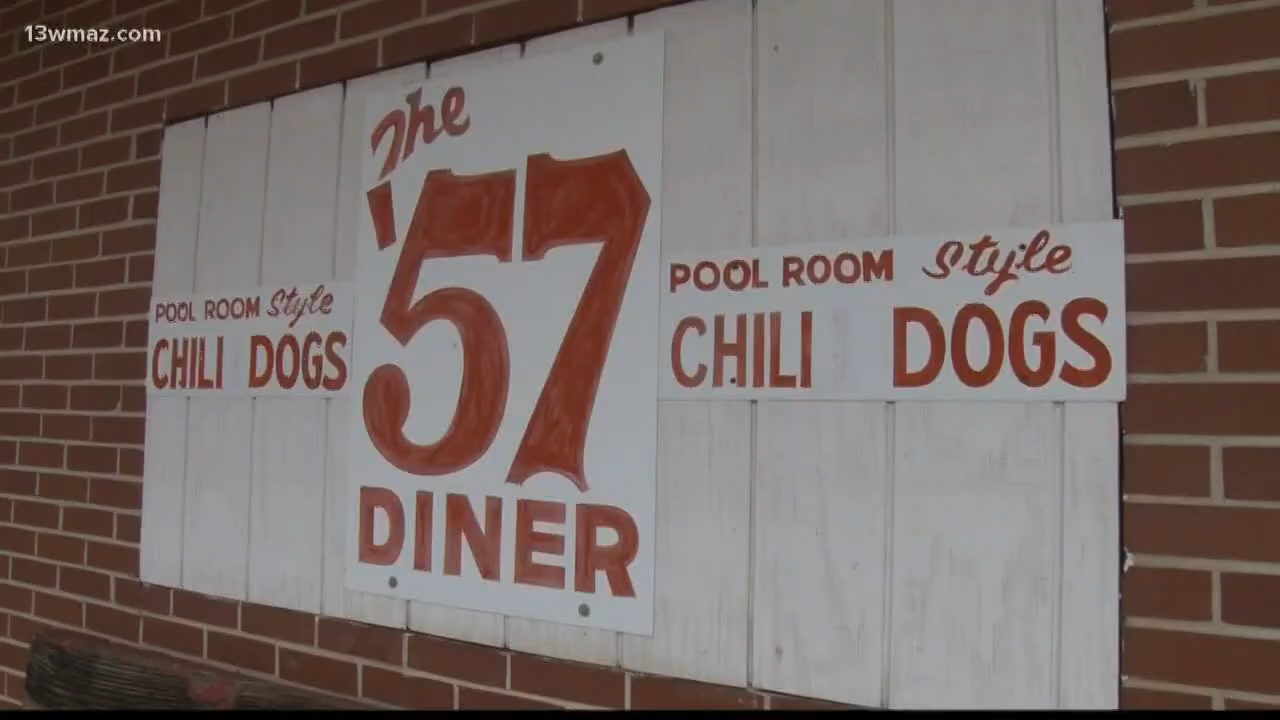 13wmaz.com
The
'57
DINER
POOL ROOM Style
CHILI DOGS
POOL ROOM Style
CHILI DOGS